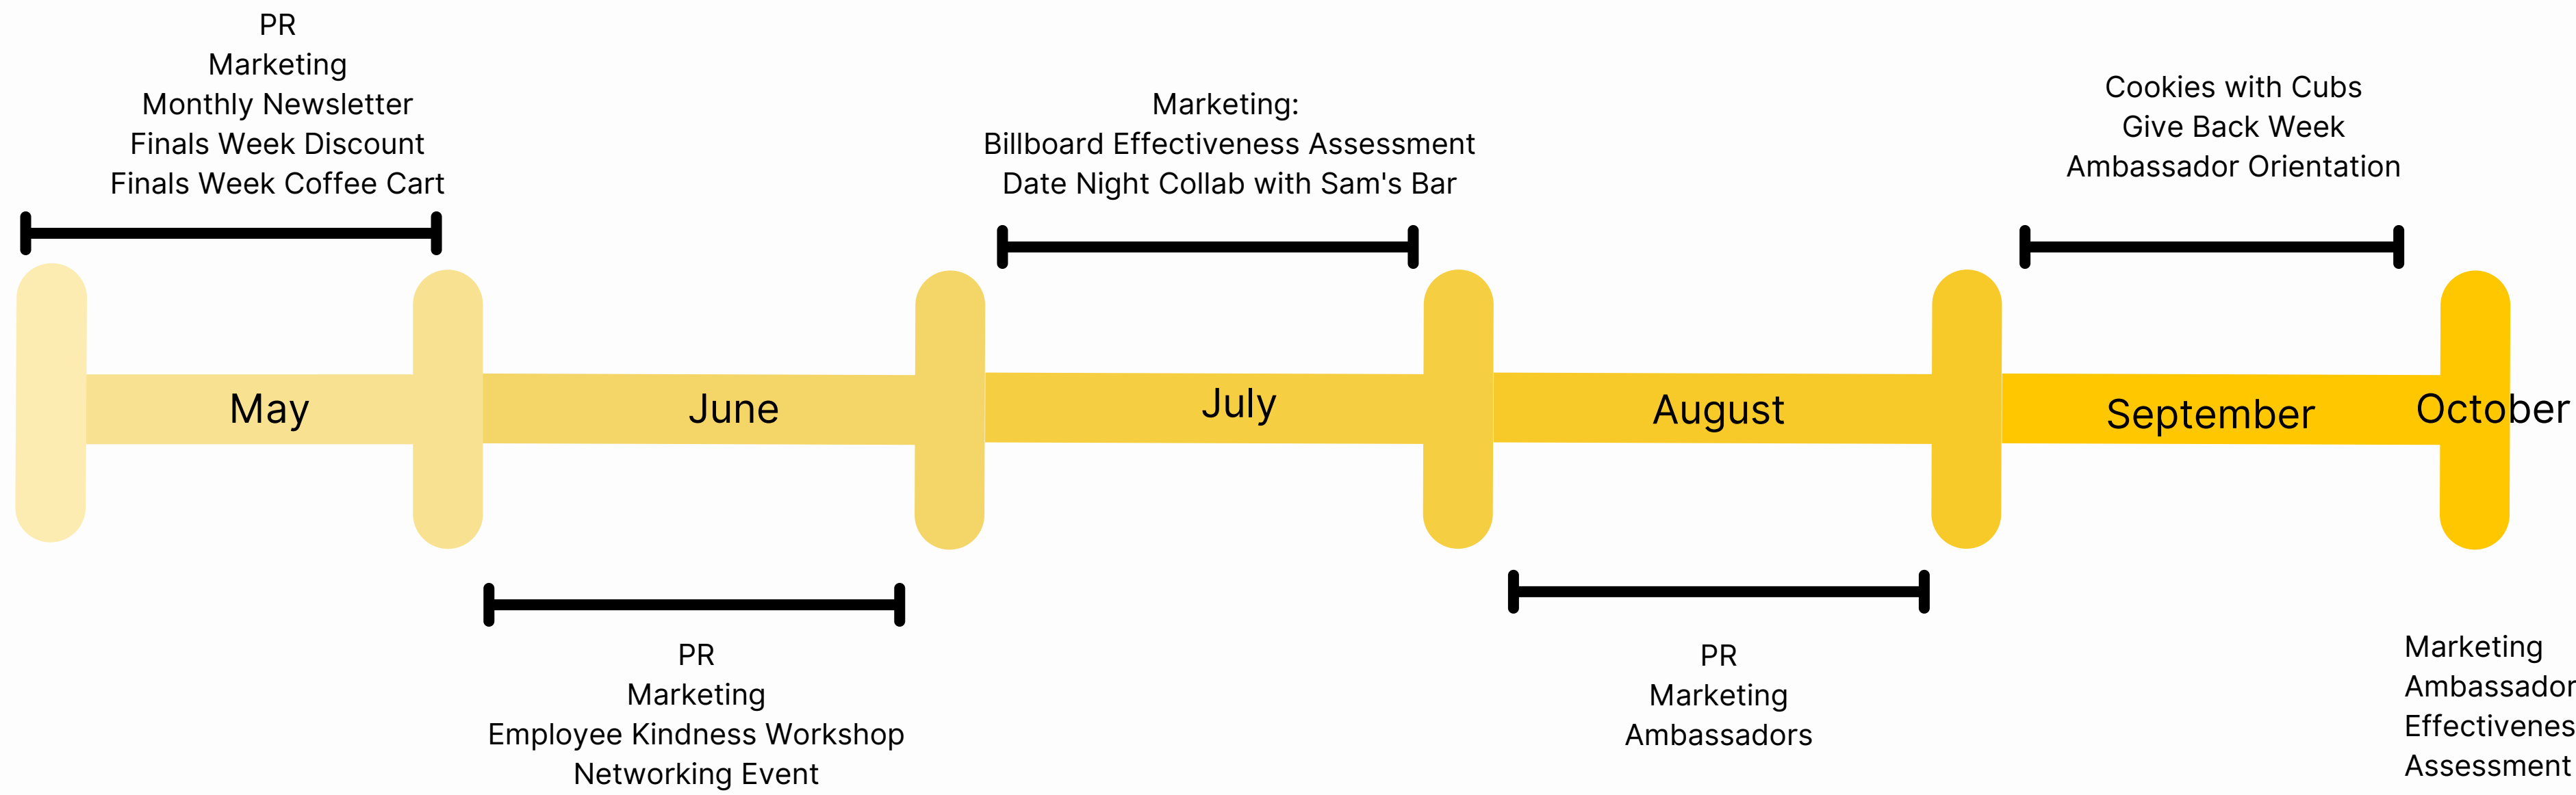 PR
Marketing
Monthly Newsletter
Finals Week Discount
Finals Week Coffee Cart
Marketing:
Billboard Effectiveness Assessment
Date Night Collab with Sam's Bar
Cookies with Cubs
Give Back Week
Ambassador Orientation
May
June
July
August
September
October
PR
Marketing
Employee Kindness Workshop
Networking Event
PR
Marketing
Ambassadors
Marketing
Ambassador
Effectivenes
Assessment